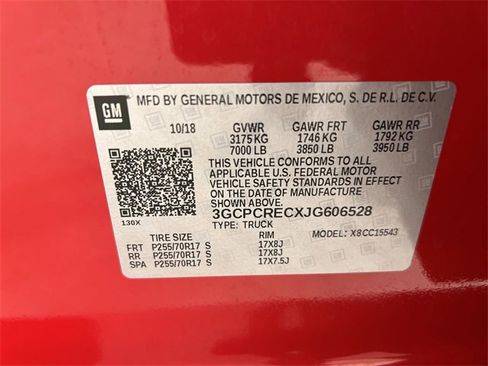 GM
MFD BY GENERAL MOTORS DE MEXICO, S. DE R.L. DE C.V.
10/18 GVWR GAWR FRT GAWR RR
3175 KG 1746 KG 1792 KG
7000 LB 3850 LB 3950 LB
THIS VEHICLE CONFORMS TO ALL
APPLICABLE U.S. FEDERAL MOTOR
VEHICLE SAFETY STANDARDS IN EFFECT
ON THE DATE OF MANUFACTURE
SHOWN ABOVE.
130X 3GCPCRECXJG606528
TYPE: TRUCK
TIRE SIZE RIM MODEL: X8CC15543
FRT P255/70R17 S 17X8J
RR P255/70R17 S 17X8J
SPA P255/70R17 S 17X7.5J